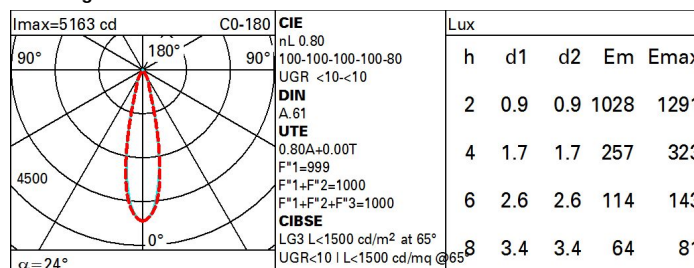 Imax=5163 cd C0-180
90° 180° 90°
4500
0°
α=24°
CIE
nL 0.80
100-100-100-100-80
UGR <10-<10
DIN
A.61
UTE
0.80A+0.00T
F"1=999
F"1+F"2=1000
F"1+F"2+F"3=1000
CIBSE
LG3 L<1500 cd/m² at 65°
UGR<10 | L<1500 cd/mq @65°
Lux
h d1 d2 Em Emax
2 0.9 0.9 1028 1291
4 1.7 1.7 257 323
6 2.6 2.6 114 143
8 3.4 3.4 64 81